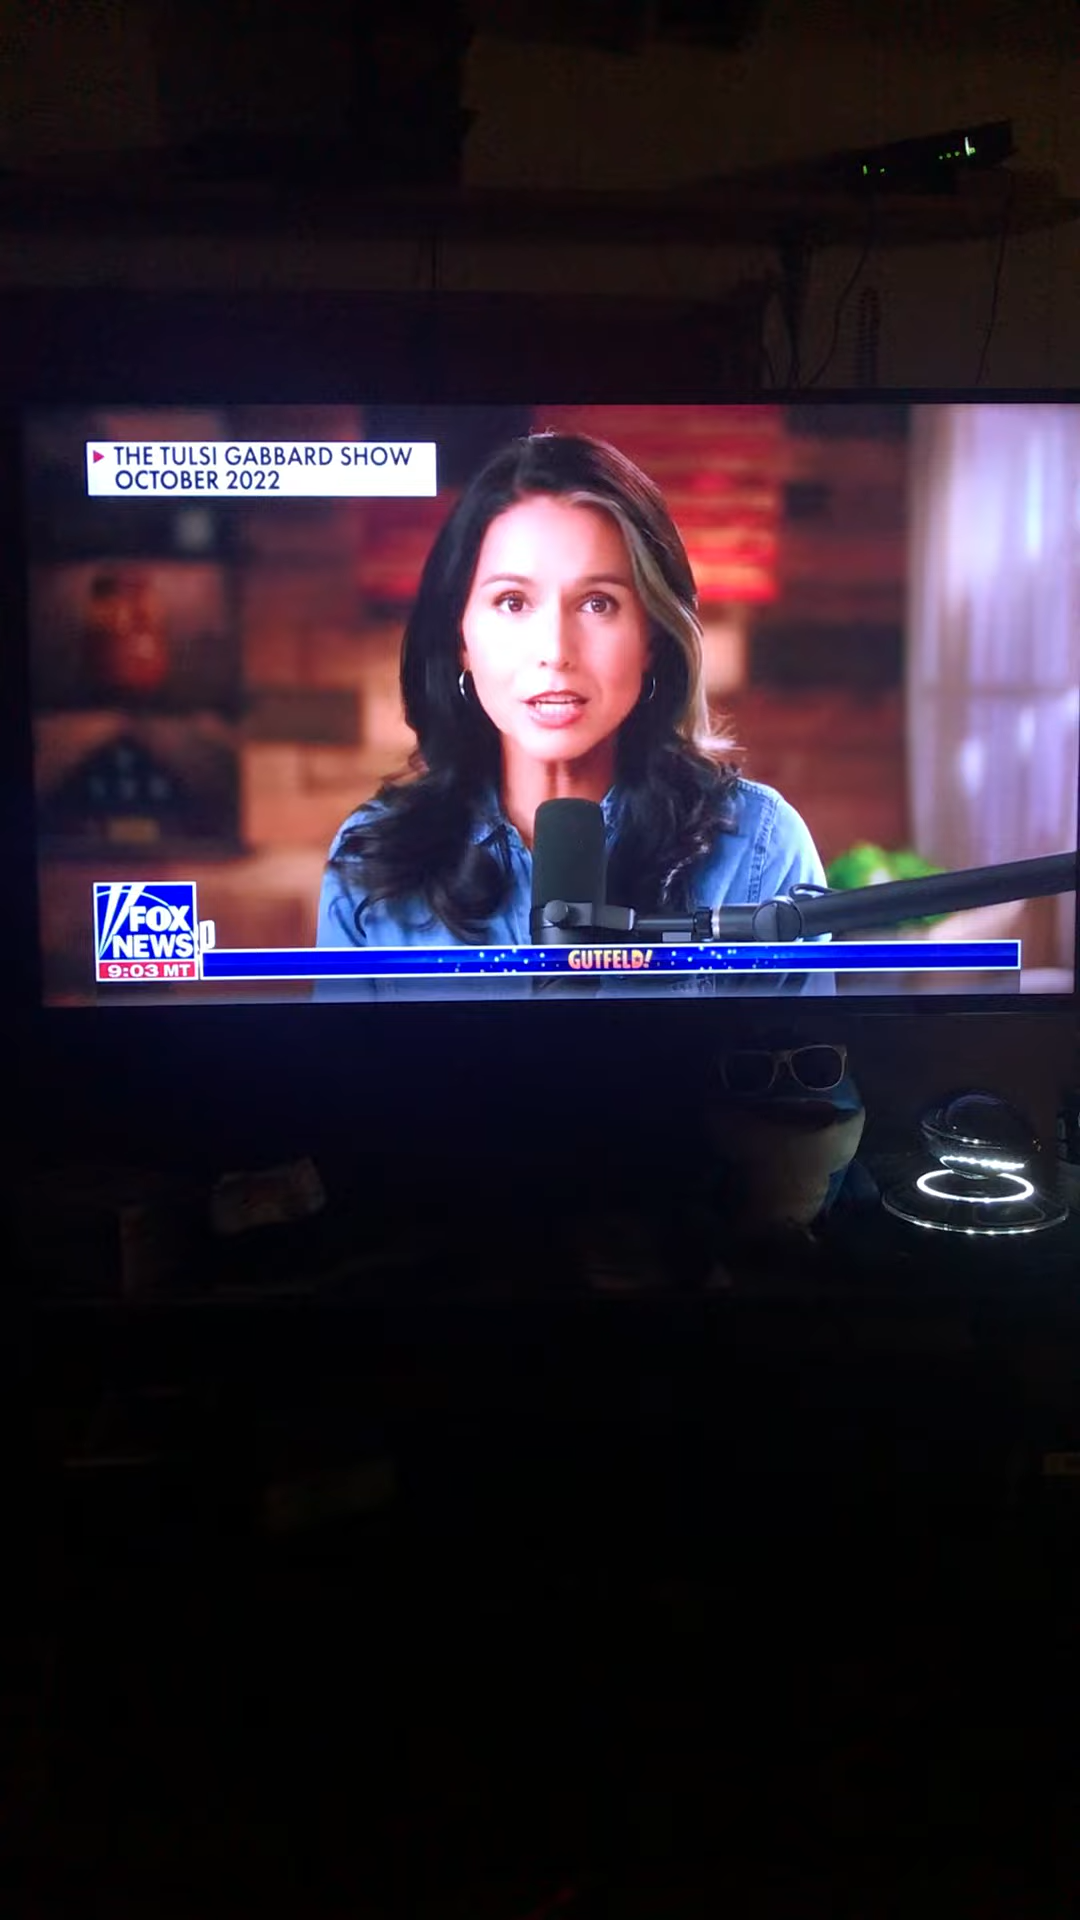 THE TULSI GABBARD SHOW
OCTOBER 2022
FOX
NEWS
9:03 MT
GUTFELD!